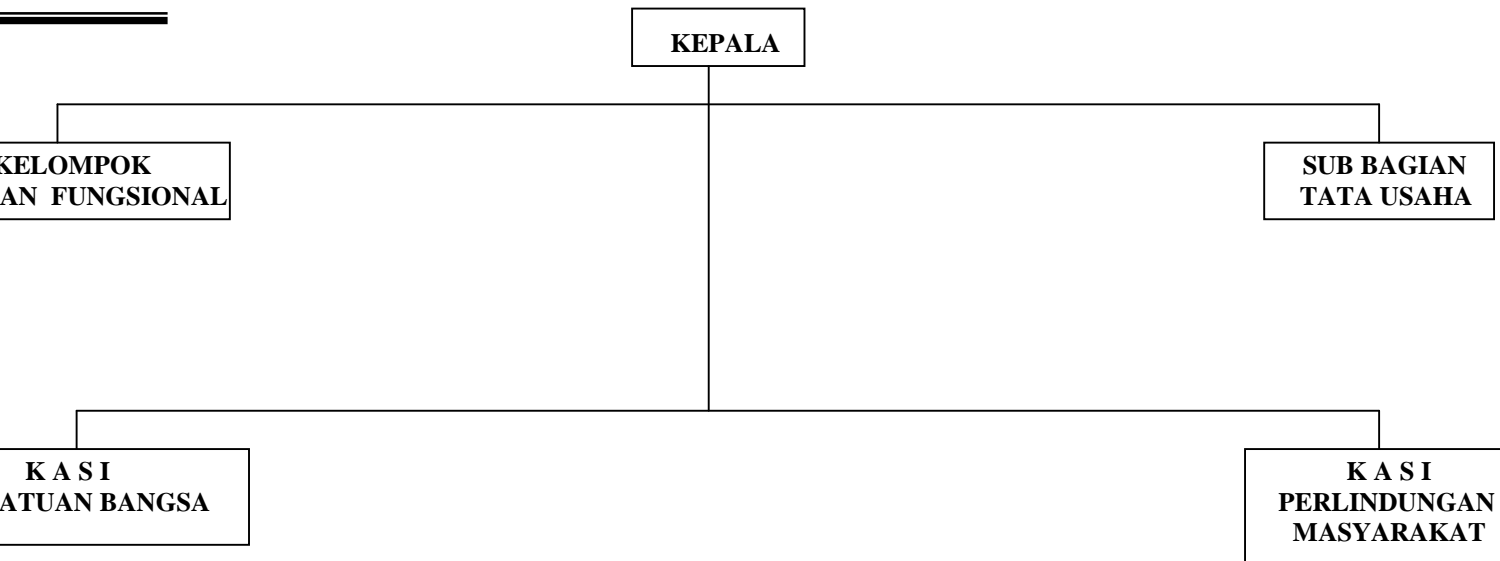 KEPALA
KELOMPOK
AN FUNGSIONAL
SUB BAGIAN
TATA USAHA
K A S I
ATUAN BANGSA
K A S I
PERLINDUNGAN
MASYARAKAT